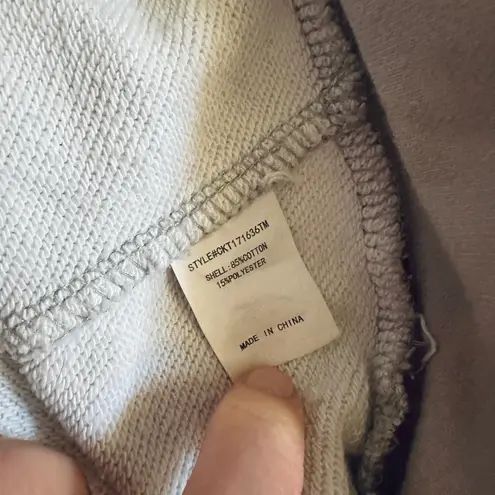 STYLE#CKT171636TM
SHELL:85%COTTON
15%POLYESTER
MADE IN CHINA